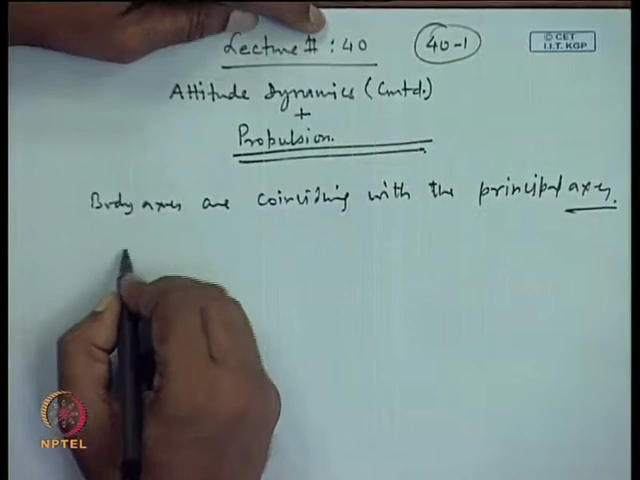 Lecture # : 40
40-1
© CET
I.I.T. KGP
Attitude Dynamics (Contd.)
+
Propulsion.
Body axes are coinciding with the principal axes.
NPTEL